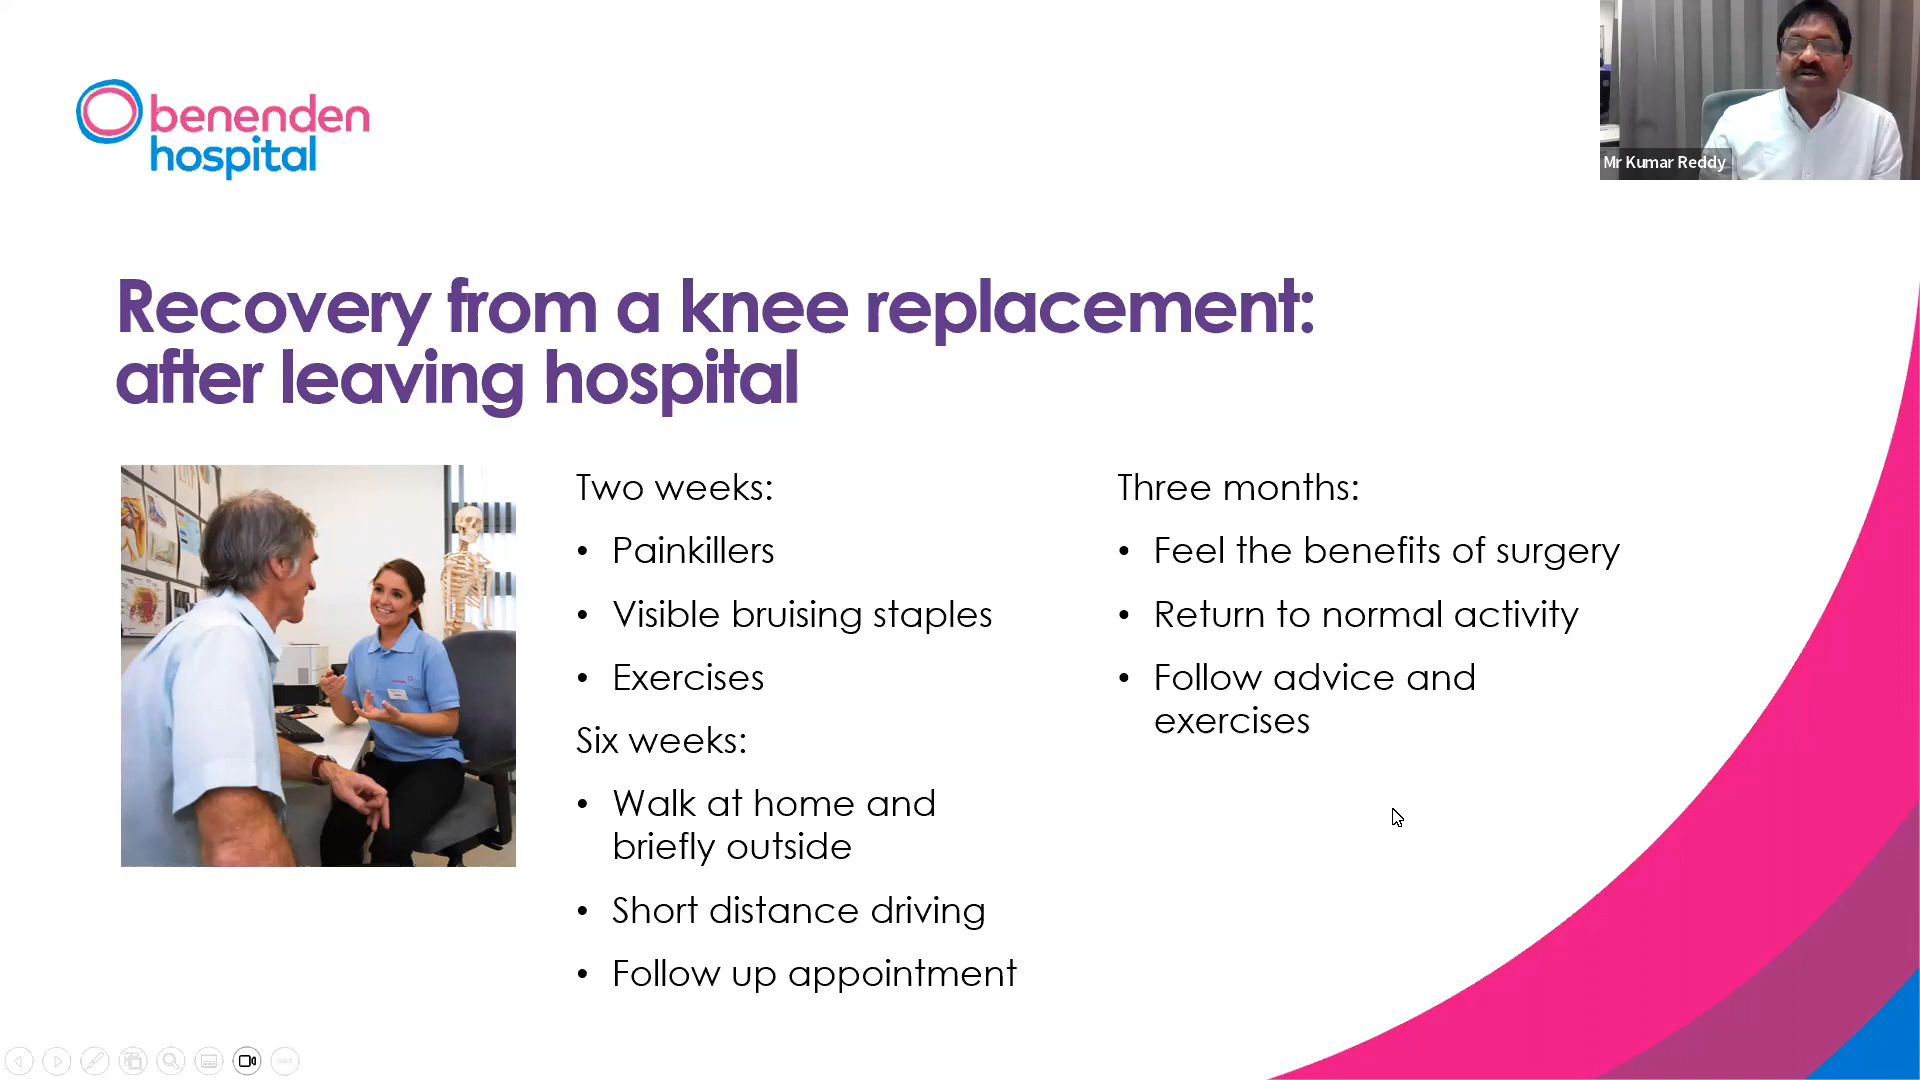 benenden
hospital
Mr Kumar Reddy
Recovery from a knee replacement:
after leaving hospital
Two weeks:
• Painkillers
• Visible bruising staples
• Exercises
Six weeks:
• Walk at home and
briefly outside
• Short distance driving
• Follow up appointment
Three months:
• Feel the benefits of surgery
• Return to normal activity
• Follow advice and
exercises